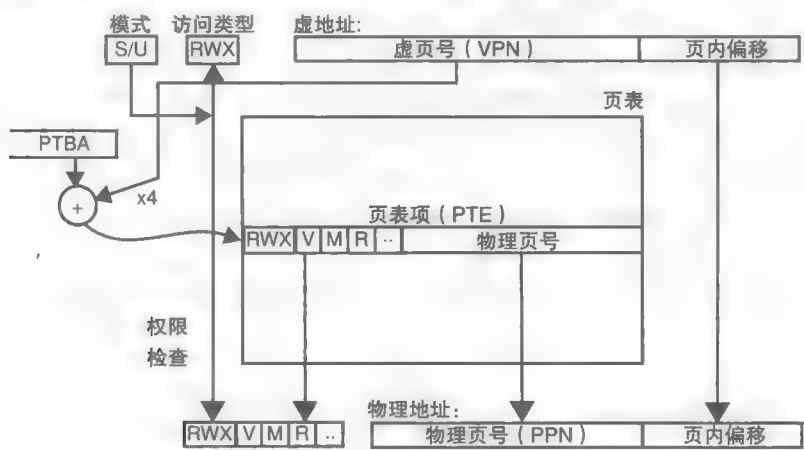 模式 访问类型 虚地址:
S/U RWX 虚页号（VPN） 页内偏移
页表
PTBA
x4
+
页表项（PTE）
RWX V M R .. 物理页号
权限
检查
物理地址:
RWX V M R .. 物理页号（PPN） 页内偏移